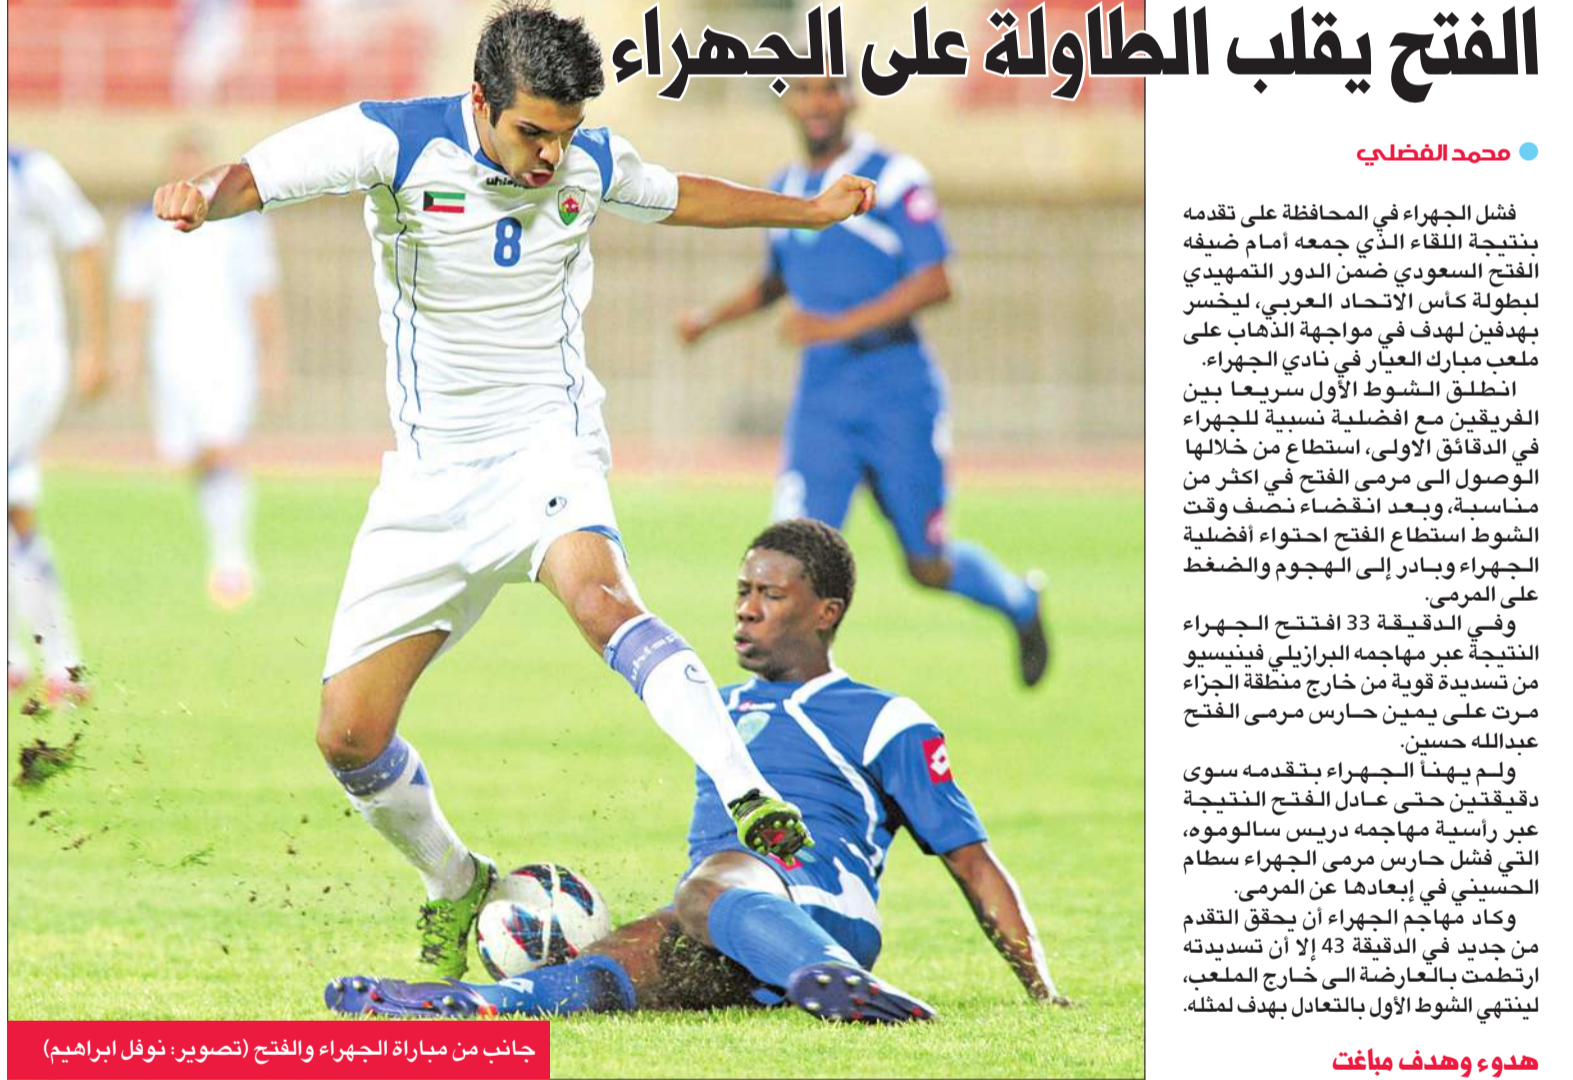 الفتح يقلب الطاولة على الجهراء
محمد الفضلي
فشل الجهراء في المحافظة على تقدمه
بنتيجة اللقاء الذي جمعه أمام ضيفه
الفتح السعودي ضمن الدور التمهيدي
لبطولة كأس الاتحاد العربي، ليخسر
بهدفين لهدف في مواجهة الذهاب على
ملعب مبارك العيار في نادي الجهراء.
انطلق الشوط الأول سريعا بين
الفريقين مع افضلية نسبية للجهراء
في الدقائق الاولى، استطاع من خلالها
الوصول الى مرمى الفتح في اكثر من
مناسبة، وبعد انقضاء نصف وقت
الشوط استطاع الفتح احتواء أفضلية
الجهراء وبادر إلى الهجوم والضغط
على المرمى.
وفي الدقيقة 33 افتتح الجهراء
النتيجة عبر مهاجمه البرازيلي فينيسيو
من تسديدة قوية من خارج منطقة الجزاء
مرت على يمين حارس مرمى الفتح
عبدالله حسين.
ولم يهنأ الجهراء بتقدمه سوى
دقيقتين حتى عادل الفتح النتيجة
عبر رأسية مهاجمه دريس سالوموه،
التي فشل حارس مرمى الجهراء سطام
الحسيني في إبعادها عن المرمى.
وكاد مهاجم الجهراء أن يحقق التقدم
من جديد في الدقيقة 43 إلا أن تسديدته
ارتطمت بالعارضة الى خارج الملعب،
لينتهي الشوط الأول بالتعادل بهدف لمثله.
هدوء وهدف مباغت
8
جانب من مباراة الجهراء والفتح (تصوير: نوفل ابراهيم)